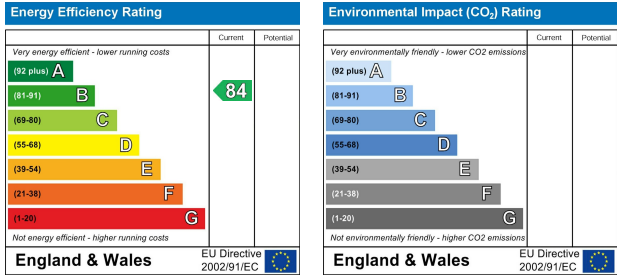 Energy Efficiency Rating
Current Potential
Very energy efficient - lower running costs
(92 plus) A
(81-91) B
84
(69-80) C
(55-68) D
(39-54) E
(21-38) F
(1-20) G
Not energy efficient - higher running costs
England & Wales
EU Directive
2002/91/EC
Environmental Impact (CO₂) Rating
Current Potential
Very environmentally friendly - lower CO2 emissions
(92 plus) A
(81-91) B
(69-80) C
(55-68) D
(39-54) E
(21-38) F
(1-20) G
Not environmentally friendly - higher CO2 emissions
England & Wales
EU Directive
2002/91/EC